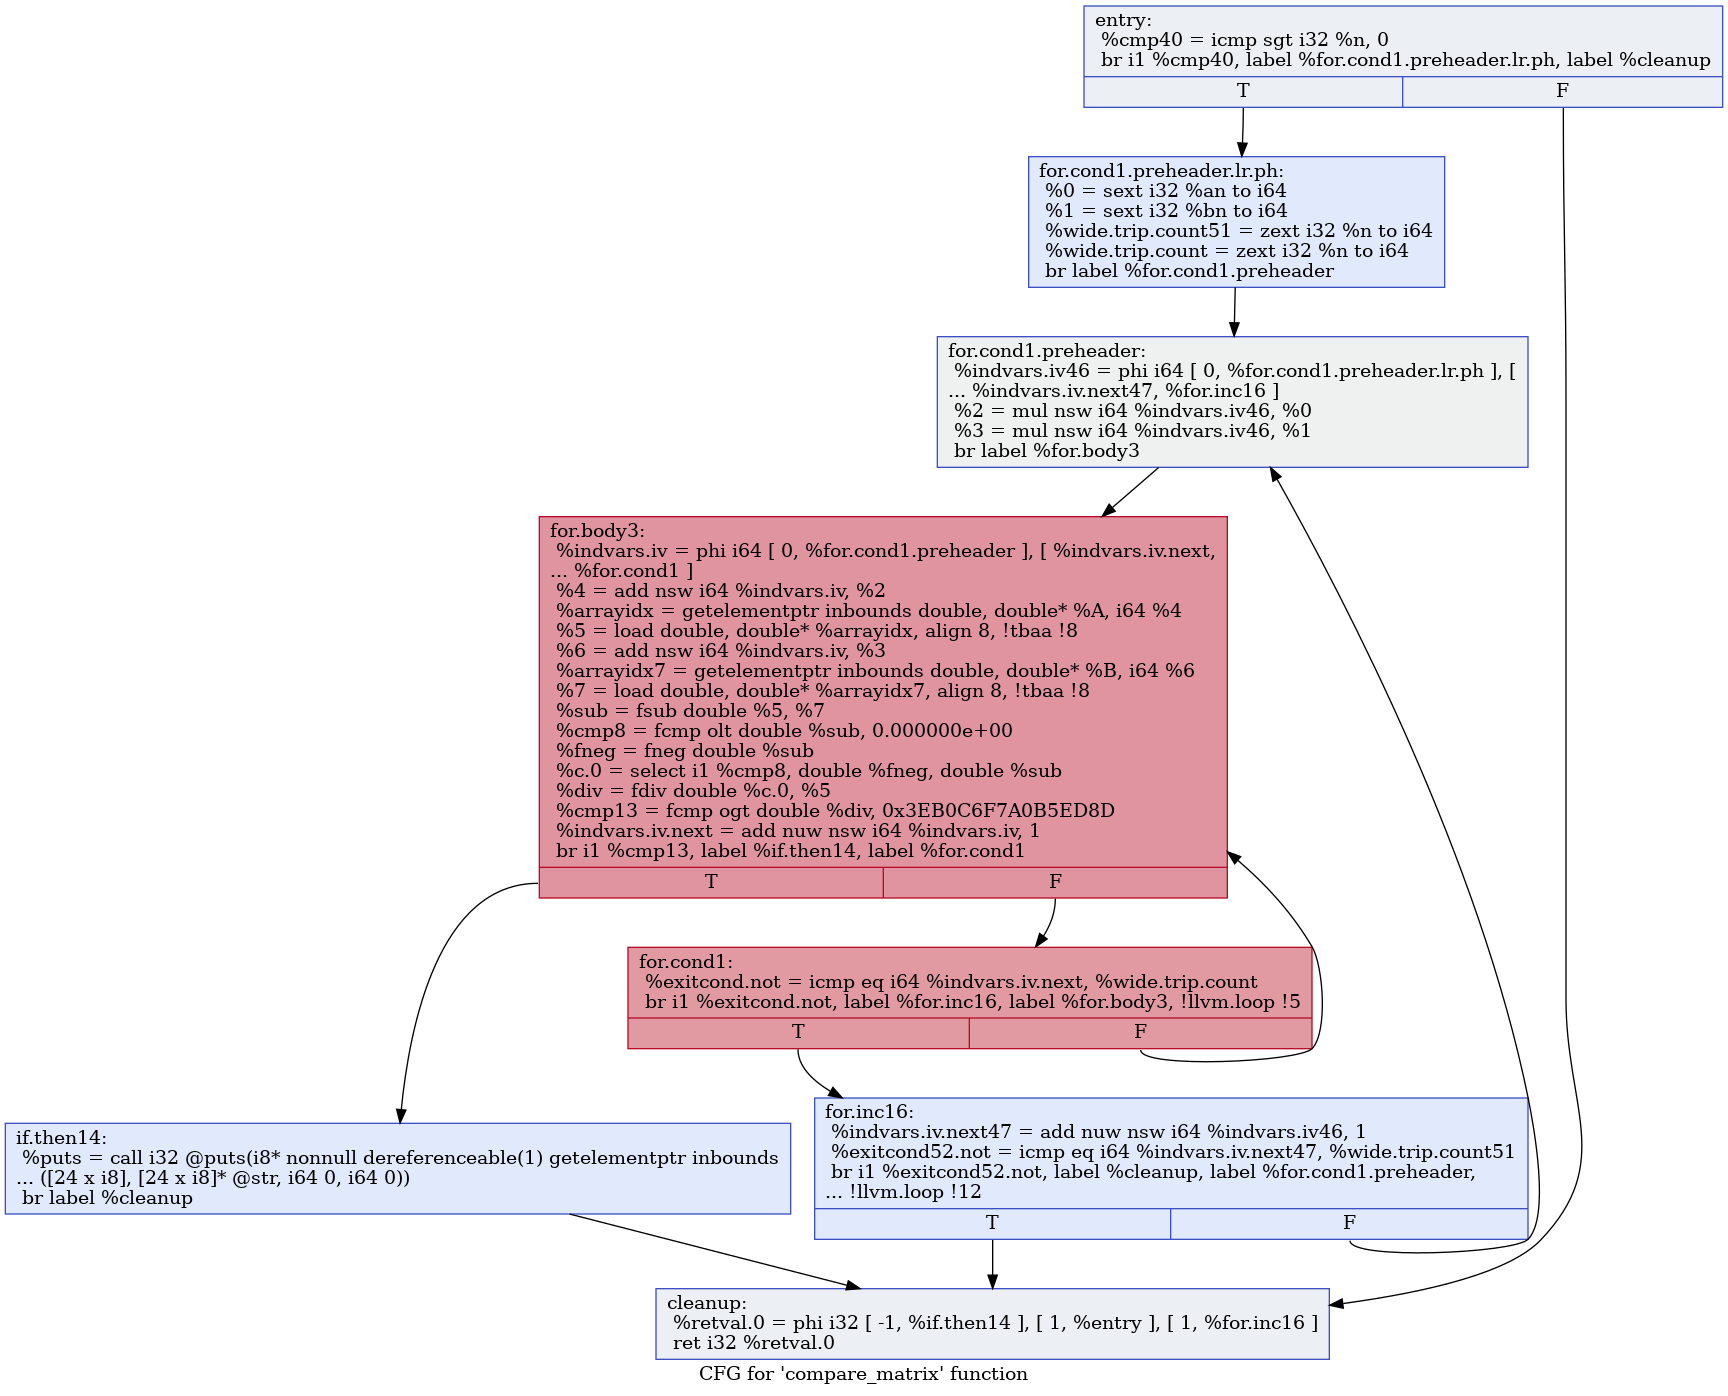 entry:
%cmp40 = icmp sgt i32 %n, 0
br i1 %cmp40, label %for.cond1.preheader.lr.ph, label %cleanup
T
F
for.cond1.preheader.lr.ph:
%0 = sext i32 %an to i64
%1 = sext i32 %bn to i64
%wide.trip.count51 = zext i32 %n to i64
%wide.trip.count = zext i32 %n to i64
br label %for.cond1.preheader
for.cond1.preheader:
%indvars.iv46 = phi i64 [ 0, %for.cond1.preheader.lr.ph ], [
... %indvars.iv.next47, %for.inc16 ]
%2 = mul nsw i64 %indvars.iv46, %0
%3 = mul nsw i64 %indvars.iv46, %1
br label %for.body3
for.body3:
%indvars.iv = phi i64 [ 0, %for.cond1.preheader ], [ %indvars.iv.next,
... %for.cond1 ]
%4 = add nsw i64 %indvars.iv, %2
%arrayidx = getelementptr inbounds double, double* %A, i64 %4
%5 = load double, double* %arrayidx, align 8, !tbaa !8
%6 = add nsw i64 %indvars.iv, %3
%arrayidx7 = getelementptr inbounds double, double* %B, i64 %6
%7 = load double, double* %arrayidx7, align 8, !tbaa !8
%sub = fsub double %5, %7
%cmp8 = fcmp olt double %sub, 0.000000e+00
%fneg = fneg double %sub
%c.0 = select i1 %cmp8, double %fneg, double %sub
%div = fdiv double %c.0, %5
%cmp13 = fcmp ogt double %div, 0x3EB0C6F7A0B5ED8D
%indvars.iv.next = add nuw nsw i64 %indvars.iv, 1
br i1 %cmp13, label %if.then14, label %for.cond1
T
F
for.cond1:
%exitcond.not = icmp eq i64 %indvars.iv.next, %wide.trip.count
br i1 %exitcond.not, label %for.inc16, label %for.body3, !llvm.loop !5
T
F
if.then14:
%puts = call i32 @puts(i8* nonnull dereferenceable(1) getelementptr inbounds
... ([24 x i8], [24 x i8]* @str, i64 0, i64 0))
br label %cleanup
for.inc16:
%indvars.iv.next47 = add nuw nsw i64 %indvars.iv46, 1
%exitcond52.not = icmp eq i64 %indvars.iv.next47, %wide.trip.count51
br i1 %exitcond52.not, label %cleanup, label %for.cond1.preheader,
... !llvm.loop !12
T
F
cleanup:
%retval.0 = phi i32 [ -1, %if.then14 ], [ 1, %entry ], [ 1, %for.inc16 ]
ret i32 %retval.0
CFG for 'compare_matrix' function